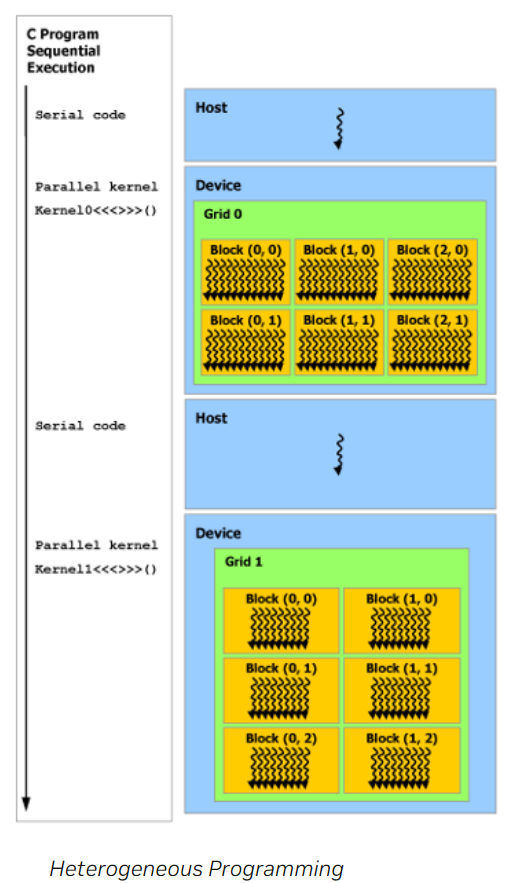 C Program
Sequential
Execution
Serial code
Host
Parallel kernel
Kernel0<<<>>>()
Device
Grid 0
Block (0, 0)
Block (1, 0)
Block (2, 0)
Block (0, 1)
Block (1, 1)
Block (2, 1)
Serial code
Host
Parallel kernel
Kernel1<<<>>>()
Device
Grid 1
Block (0, 0)
Block (1, 0)
Block (0, 1)
Block (1, 1)
Block (0, 2)
Block (1, 2)
Heterogeneous Programming